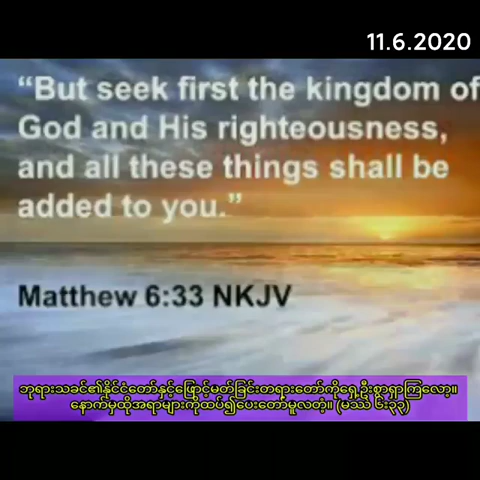 11.6.2020
“But seek first the kingdom of
God and His righteousness,
and all these things shall be
added to you.”
Matthew 6:33 NKJV
ဘုရားသခင်၏နိုင်ငံတော်နှင့်ဖြောင့်မတ်ခြင်းတရားတော်ကိုရှေ့ဦးစွာရှာကြလော့။
နောက်မှထိုအရာများကိုထပ်၍ပေးတော်မူလတံ့။ (မဿဲ ၆း၃၃)